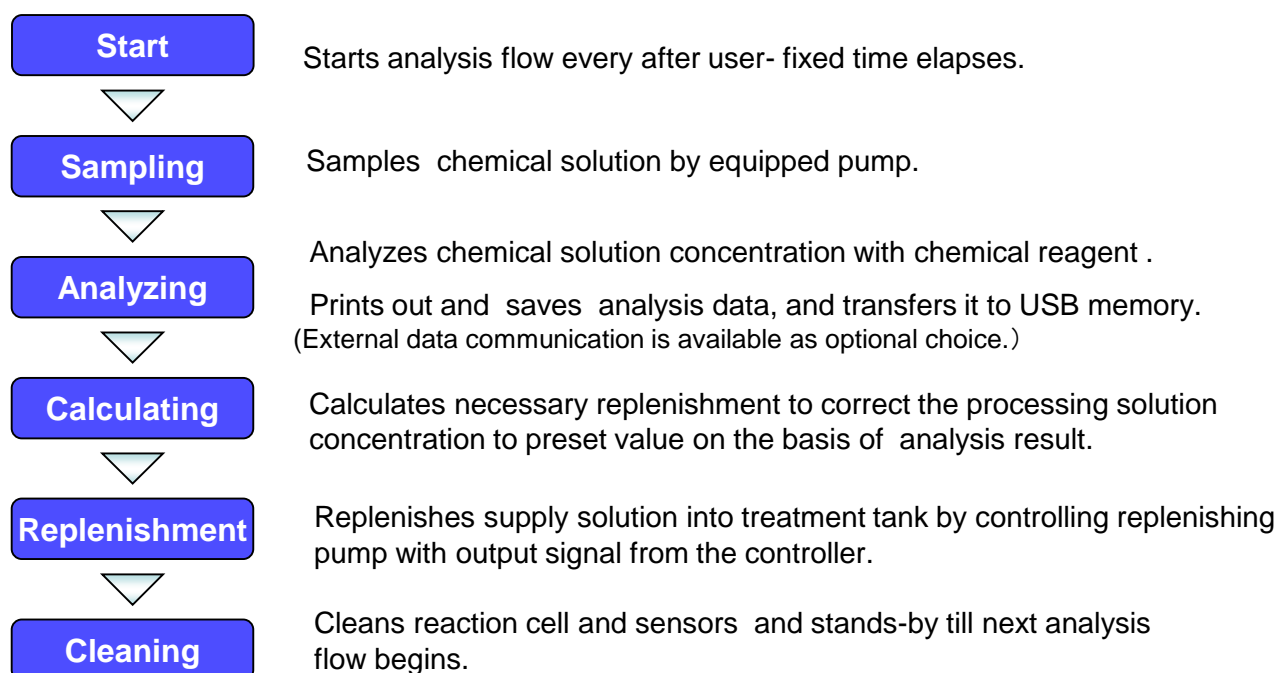 Start
Starts analysis flow every after user- fixed time elapses.
Sampling
Samples chemical solution by equipped pump.
Analyzing
Analyzes chemical solution concentration with chemical reagent .
Prints out and saves analysis data, and transfers it to USB memory.
(External data communication is available as optional choice.）
Calculating
Calculates necessary replenishment to correct the processing solution
concentration to preset value on the basis of analysis result.
Replenishment
Replenishes supply solution into treatment tank by controlling replenishing
pump with output signal from the controller.
Cleaning
Cleans reaction cell and sensors and stands-by till next analysis
flow begins.